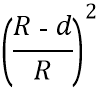 ((R - d) / R)²